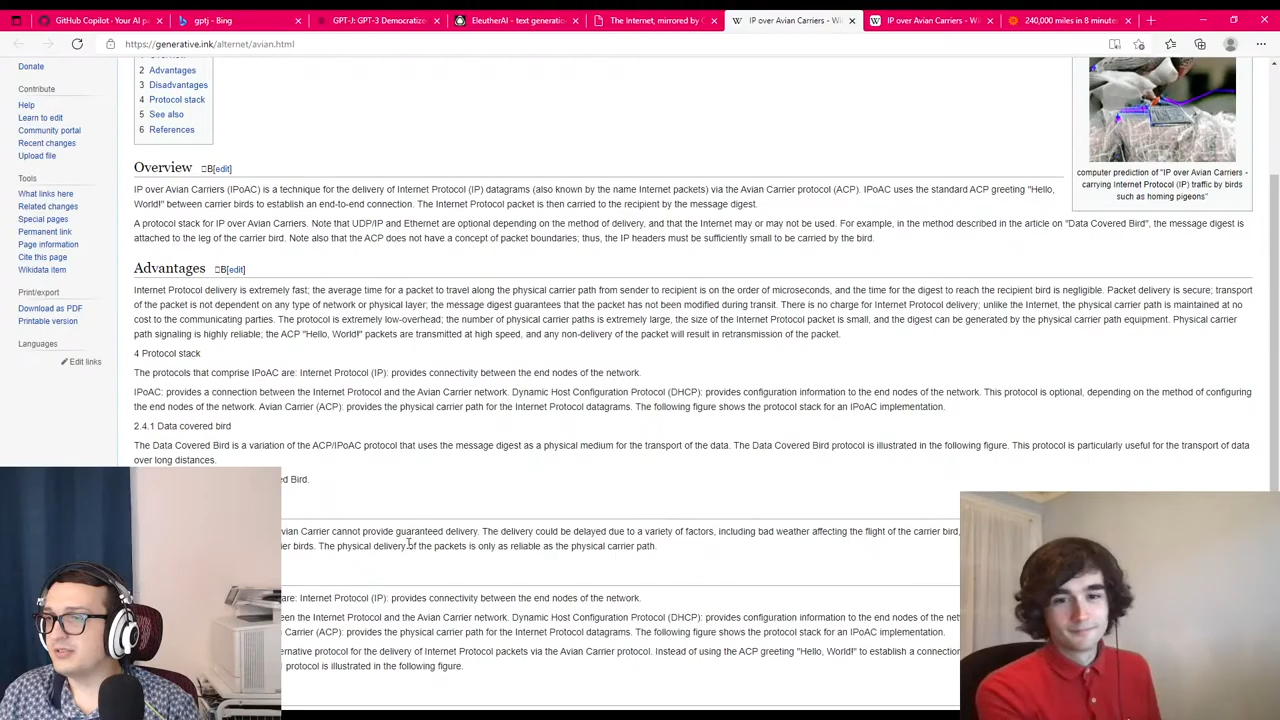 GitHub Copilot · Your AI pa
gptj - Bing
GPT-J: GPT-3 Democratize
EleutherAI - text generatio
The Internet, mirrored by
IP over Avian Carriers - Wi
IP over Avian Carriers - Wi
240,000 miles in 8 minute
https://generative.ink/alternet/avian.html
Donate
Contribute
Help
Learn to edit
Community portal
Recent changes
Upload file
Tools
What links here
Related changes
Special pages
Permanent link
Page information
Cite this page
Wikidata item
Print/export
Download as PDF
Printable version
Languages
Edit links
2 Advantages
3 Disadvantages
4 Protocol stack
5 See also
6 References
computer prediction of "IP over Avian Carriers -
carrying Internet Protocol (IP) traffic by birds
such as homing pigeons"
Overview B[edit]
IP over Avian Carriers (IPoAC) is a technique for the delivery of Internet Protocol (IP) datagrams (also known by the name Internet packets) via the Avian Carrier protocol (ACP). IPoAC uses the standard ACP greeting "Hello,
World!" between carrier birds to establish an end-to-end connection. The Internet Protocol packet is then carried to the recipient by the message digest.
A protocol stack for IP over Avian Carriers. Note that UDP/IP and Ethernet are optional depending on the method of delivery, and that the Internet may or may not be used. For example, in the method described in the article on "Data Covered Bird", the message digest is
attached to the leg of the carrier bird. Note also that the ACP does not have a concept of packet boundaries; thus, the IP headers must be sufficiently small to be carried by the bird.
Advantages B[edit]
Internet Protocol delivery is extremely fast; the average time for a packet to travel along the physical carrier path from sender to recipient is on the order of microseconds, and the time for the digest to reach the recipient bird is negligible. Packet delivery is secure; transport
of the packet is not dependent on any type of network or physical layer; the message digest guarantees that the packet has not been modified during transit. There is no charge for Internet Protocol delivery; unlike the Internet, the physical carrier path is maintained at no
cost to the communicating parties. The protocol is extremely low-overhead; the number of physical carrier paths is extremely large, the size of the Internet Protocol packet is small, and the digest can be generated by the physical carrier path equipment. Physical carrier
path signaling is highly reliable; the ACP "Hello, World!" packets are transmitted at high speed, and any non-delivery of the packet will result in retransmission of the packet.
4 Protocol stack
The protocols that comprise IPoAC are: Internet Protocol (IP): provides connectivity between the end nodes of the network.
IPoAC: provides a connection between the Internet Protocol and the Avian Carrier network. Dynamic Host Configuration Protocol (DHCP): provides configuration information to the end nodes of the network. This protocol is optional, depending on the method of configuring
the end nodes of the network. Avian Carrier (ACP): provides the physical carrier path for the Internet Protocol datagrams. The following figure shows the protocol stack for an IPoAC implementation.
2.4.1 Data covered bird
The Data Covered Bird is a variation of the ACP/IPoAC protocol that uses the message digest as a physical medium for the transport of the data. The Data Covered Bird protocol is illustrated in the following figure. This protocol is particularly useful for the transport of data
over long distances.
ed Bird.
vian Carrier cannot provide guaranteed delivery. The delivery could be delayed due to a variety of factors, including bad weather affecting the flight of the carrier bird,
ier birds. The physical delivery of the packets is only as reliable as the physical carrier path.
are: Internet Protocol (IP): provides connectivity between the end nodes of the network.
een the Internet Protocol and the Avian Carrier network. Dynamic Host Configuration Protocol (DHCP): provides configuration information to the end nodes of the net
n Carrier (ACP): provides the physical carrier path for the Internet Protocol datagrams. The following figure shows the protocol stack for an IPoAC implementation.
ernative protocol for the delivery of Internet Protocol packets via the Avian Carrier protocol. Instead of using the ACP greeting "Hello, World!" to establish a connection
protocol is illustrated in the following figure.